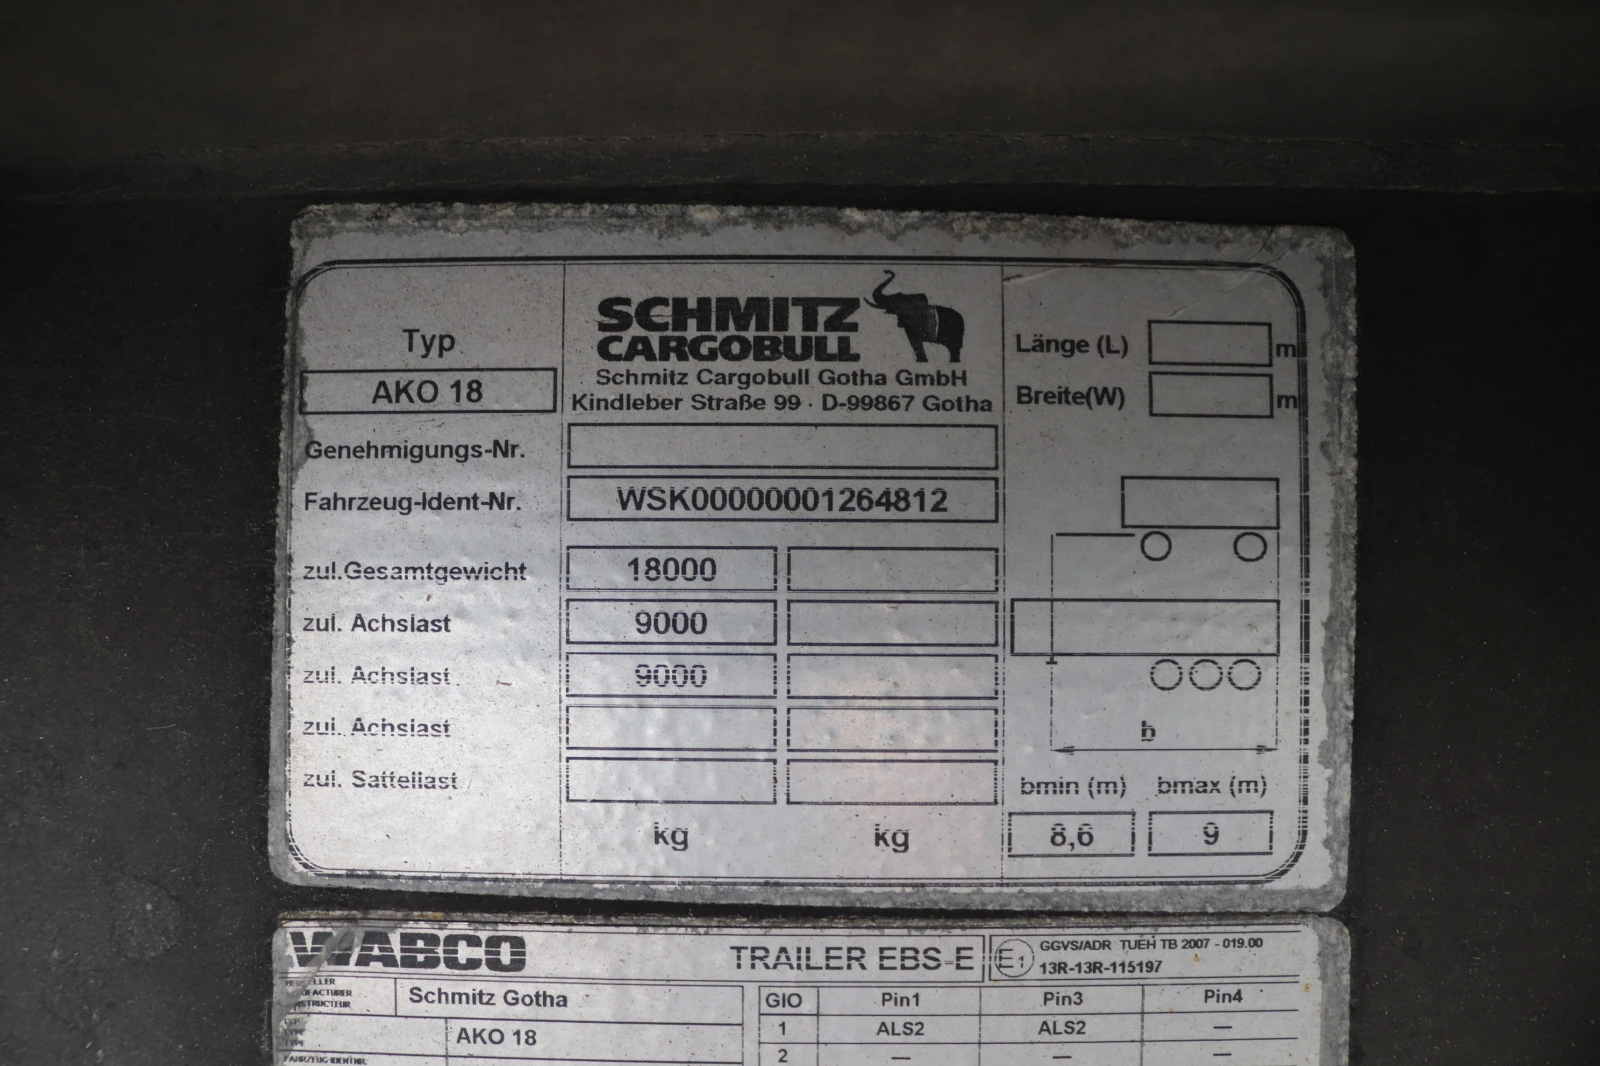 SCHMITZ
CARGOBULL
Schmitz Cargobull Gotha GmbH
Kindleber Straße 99 · D-99867 Gotha
Typ
AKO 18
Länge (L) m
Breite(W) m
Genehmigungs-Nr.
Fahrzeug-Ident-Nr. WSK00000001264812
zul.Gesamtgewicht 18000
zul. Achslast 9000
zul. Achslast 9000
zul. Achslast
zul. Sattellast
kg kg
b
bmin (m) bmax (m)
8,6 9
WABCO TRAILER EBS-E E1
GGVS/ADR TUEH TB 2007 - 019.00
13R-13R-115197
Schmitz Gotha
AKO 18
FAHRZEUG IDENTNR.
GIO Pin1 Pin3 Pin4
1 ALS2 ALS2 —
2 — — —